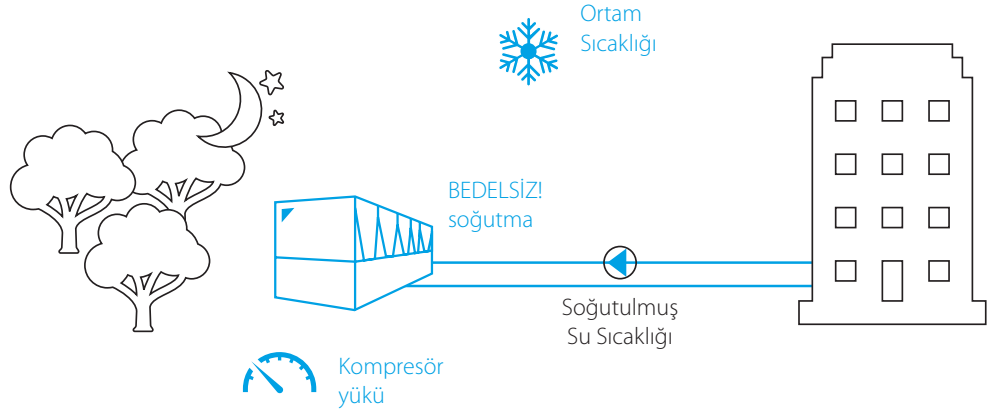 Ortam
Sıcaklığı
BEDELSİZ!
soğutma
Soğutulmuş
Su Sıcaklığı
Kompresör
yükü